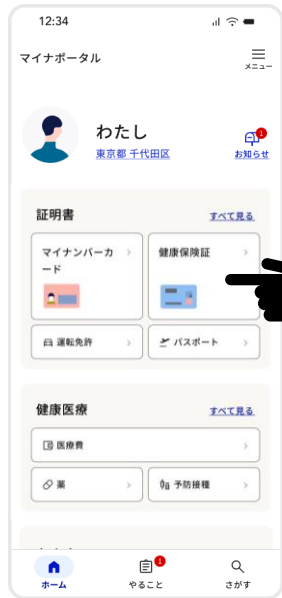 12:34
マイナポータル
メニュー
わたし
東京都 千代田区
1
お知らせ
証明書
すべて見る
マイナンバーカ
ード
健康保険証
運転免許
パスポート
健康医療
すべて見る
医療費
薬
予防接種
1
ホーム
やること
さがす